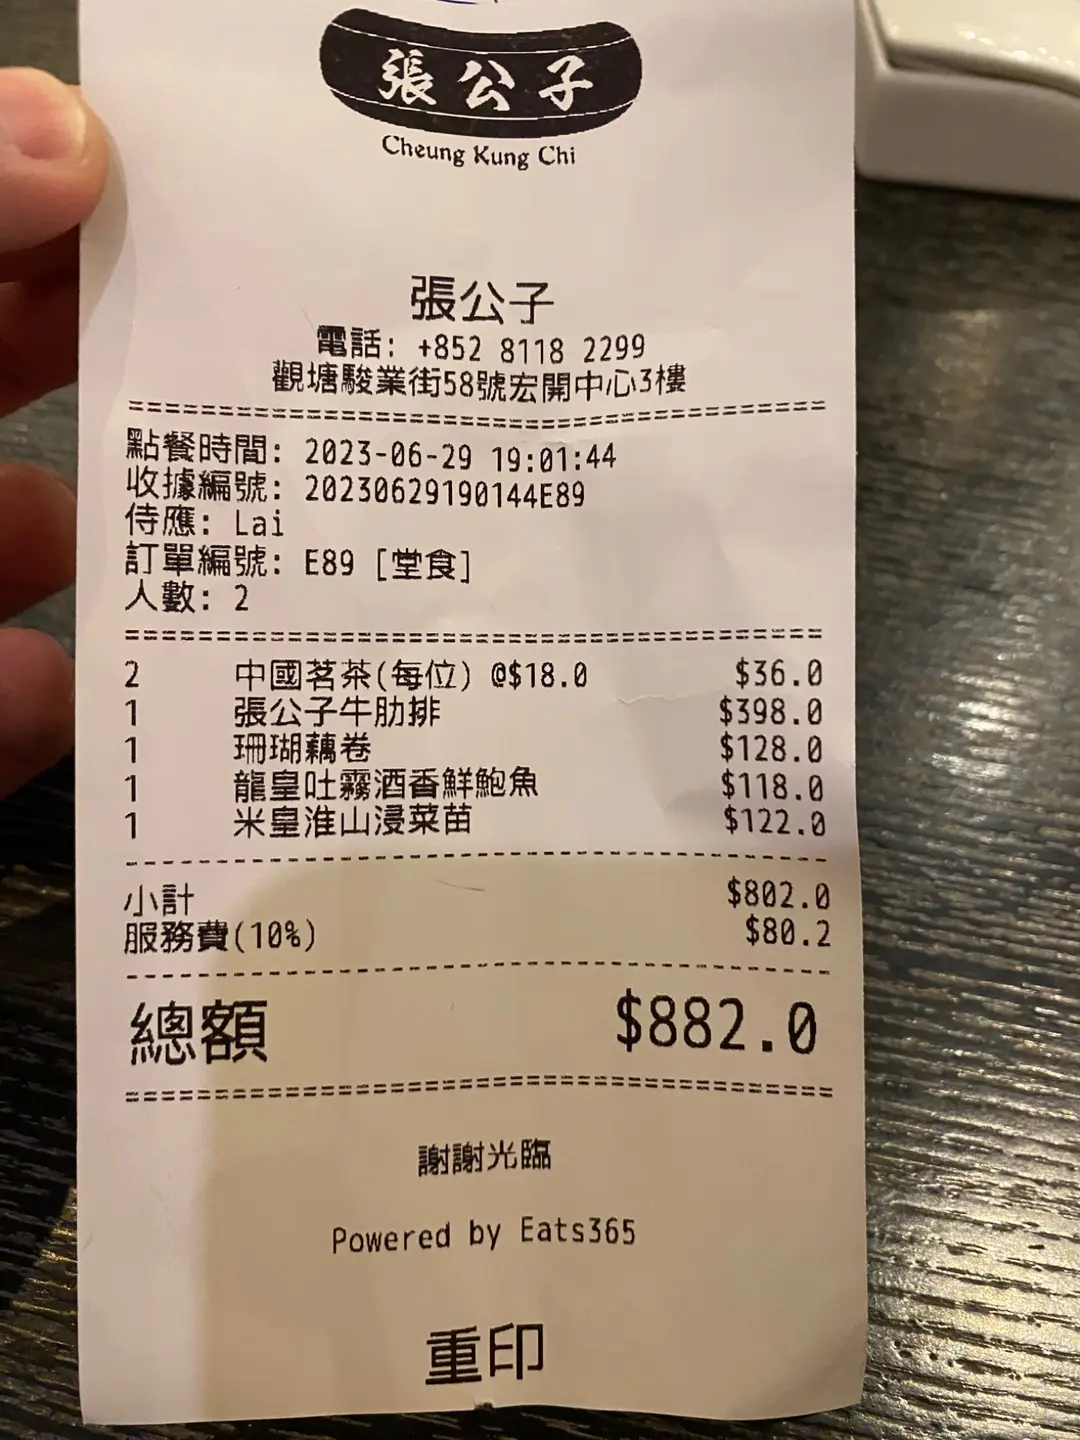 張公子
Cheung Kung Chi
張公子
電話: +852 8118 2299
觀塘駿業街58號宏開中心3樓
點餐時間: 2023-06-29 19:01:44
收據編號: 20230629190144E89
侍應: Lai
訂單編號: E89 [堂食]
人數: 2
2 中國茗茶(每位) @$18.0 $36.0
1 張公子牛肋排 $398.0
1 珊瑚藕卷 $128.0
1 龍皇吐霧酒香鮮鮑魚 $118.0
1 米皇淮山浸菜苗 $122.0
小計 $802.0
服務費(10%) $80.2
總額 $882.0
謝謝光臨
Powered by Eats365
重印